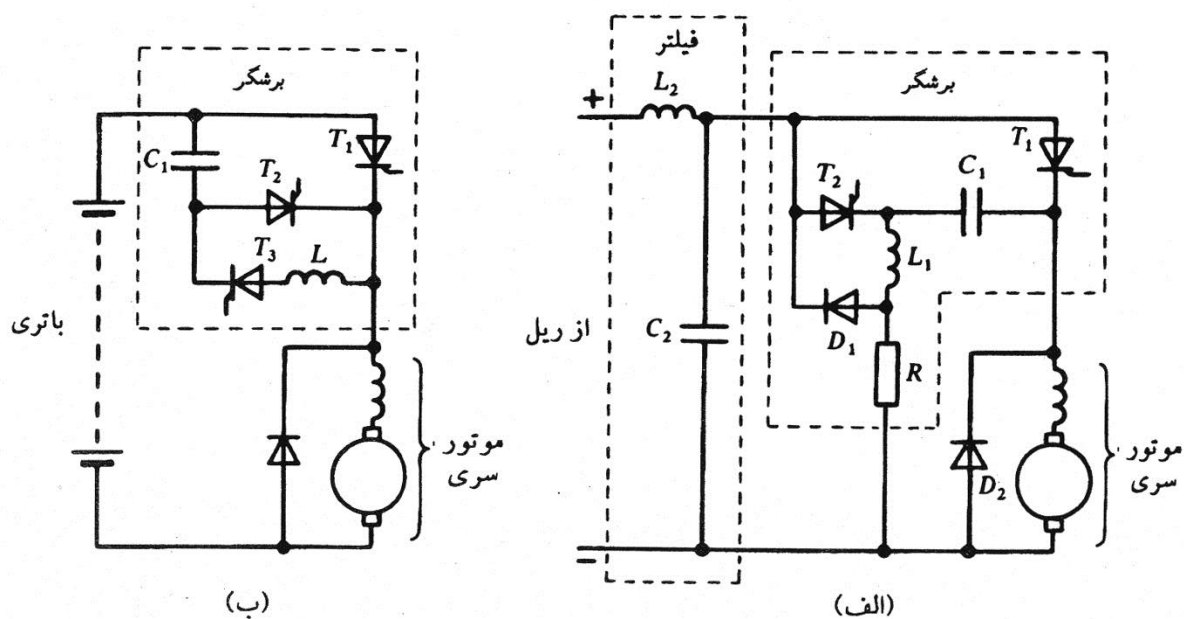 برشگر
C₁
T₁
T₂
T₃
L
باتری
موتور
سری
(ب)
فیلتر
+
L₂
C₂
از ریل
−
برشگر
T₁
T₂
C₁
L₁
D₁
R
D₂
موتور
سری
(الف)